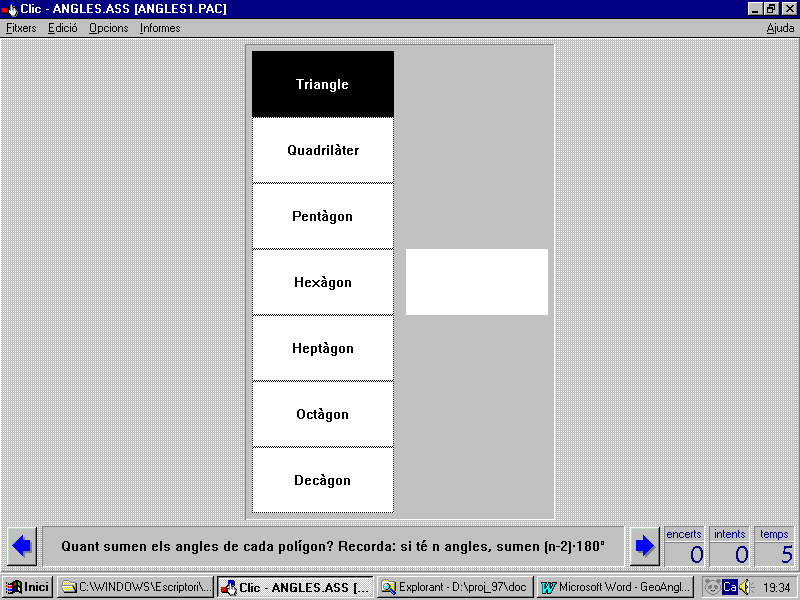 Clic - ANGLES.ASS [ANGLES1.PAC]
Fitxers Edició Opcions Informes Ajuda
Triangle
Quadrilàter
Pentàgon
Hexàgon
Heptàgon
Octàgon
Decàgon
Quant sumen els angles de cada polígon? Recorda: si té n angles, sumen (n-2)·180°
encerts intents temps
0 0 5
Inici C:\WINDOWS\Escriptori\... Clic - ANGLES.ASS [... Explorant - D:\proj_97\doc Microsoft Word - GeoAngl... Ca 19:34